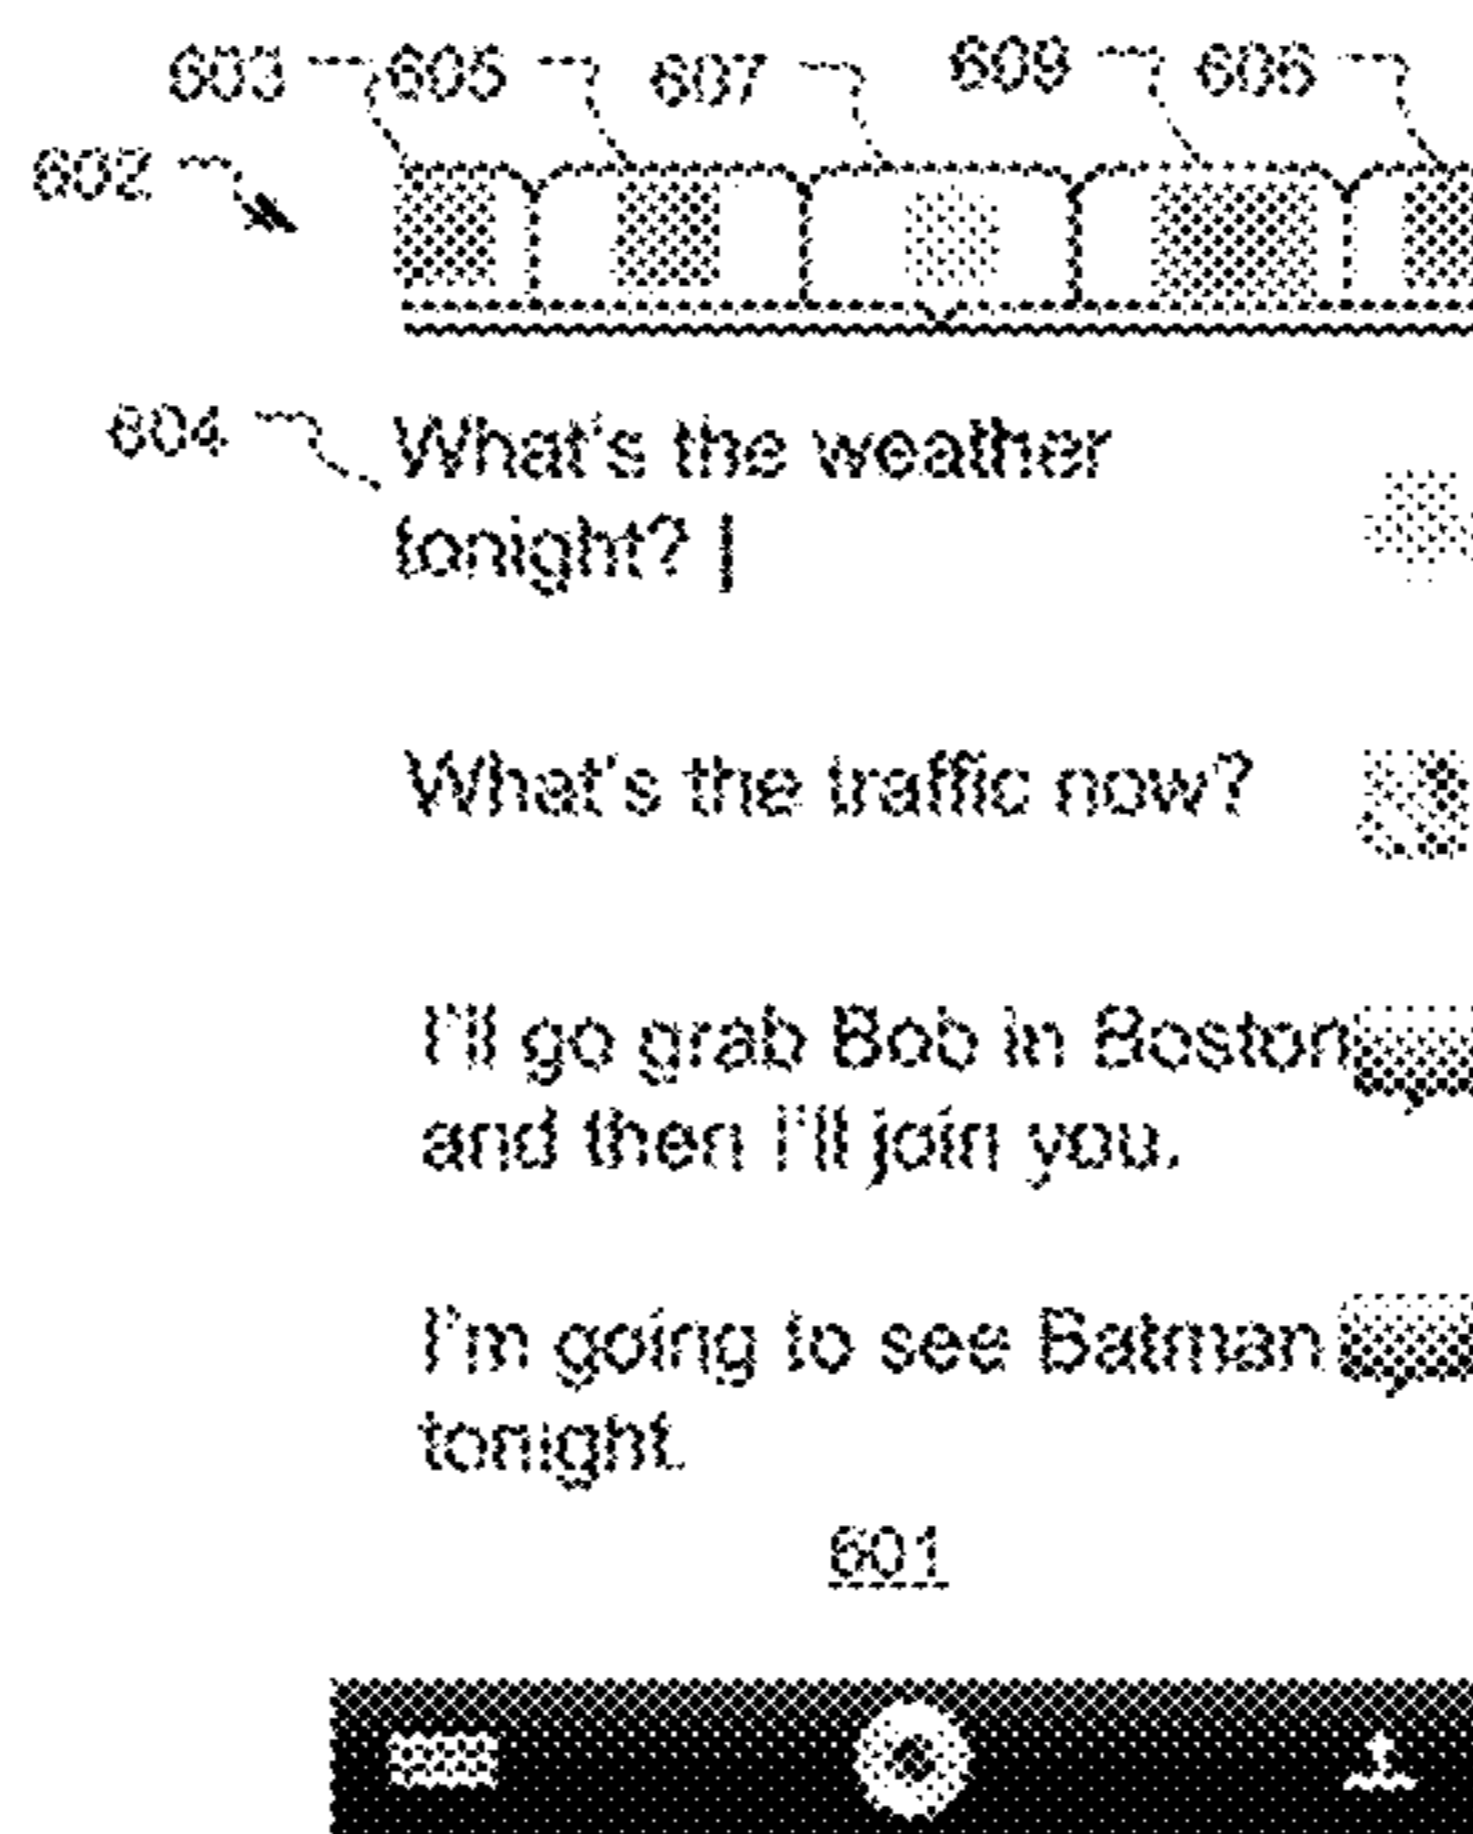 603 605 607 609 606
602
604 What's the weather
tonight? |
What's the traffic now?
I'll go grab Bob in Boston
and then I'll join you.
I'm going to see Batman
tonight.
601